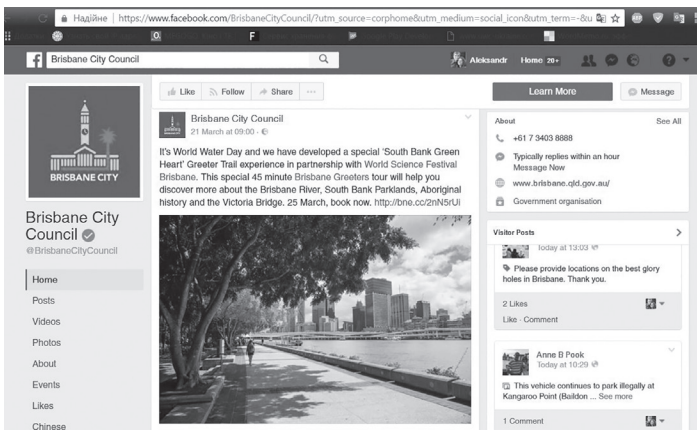 Надійне | https://www.facebook.com/BrisbaneCityCouncil/?utm_source=corphome&utm_medium=social_icon&utm_term=-&u
Brisbane City Council
Aleksandr Home 20+
BRISBANE CITY
Brisbane City
Council
@BrisbaneCityCouncil
Home
Posts
Videos
Photos
About
Events
Likes
Chinese
Like Follow Share ...
Learn More Message
Brisbane City Council
21 March at 09:00 ·
It's World Water Day and we have developed a special 'South Bank Green
Heart' Greeter Trail experience in partnership with World Science Festival
Brisbane. This special 45 minute Brisbane Greeters tour will help you
discover more about the Brisbane River, South Bank Parklands, Aboriginal
history and the Victoria Bridge. 25 March, book now. http://bne.cc/2nN5rUi
About See All
+61 7 3403 8888
Typically replies within an hour
Message Now
www.brisbane.qld.gov.au/
Government organisation
Visitor Posts
Today at 13:03
Please provide locations on the best glory
holes in Brisbane. Thank you.
2 Likes
Like · Comment
Anne B Pook
Today at 10:29
This vehicle continues to park illegally at
Kangaroo Point (Baildon ... See more
1 Comment